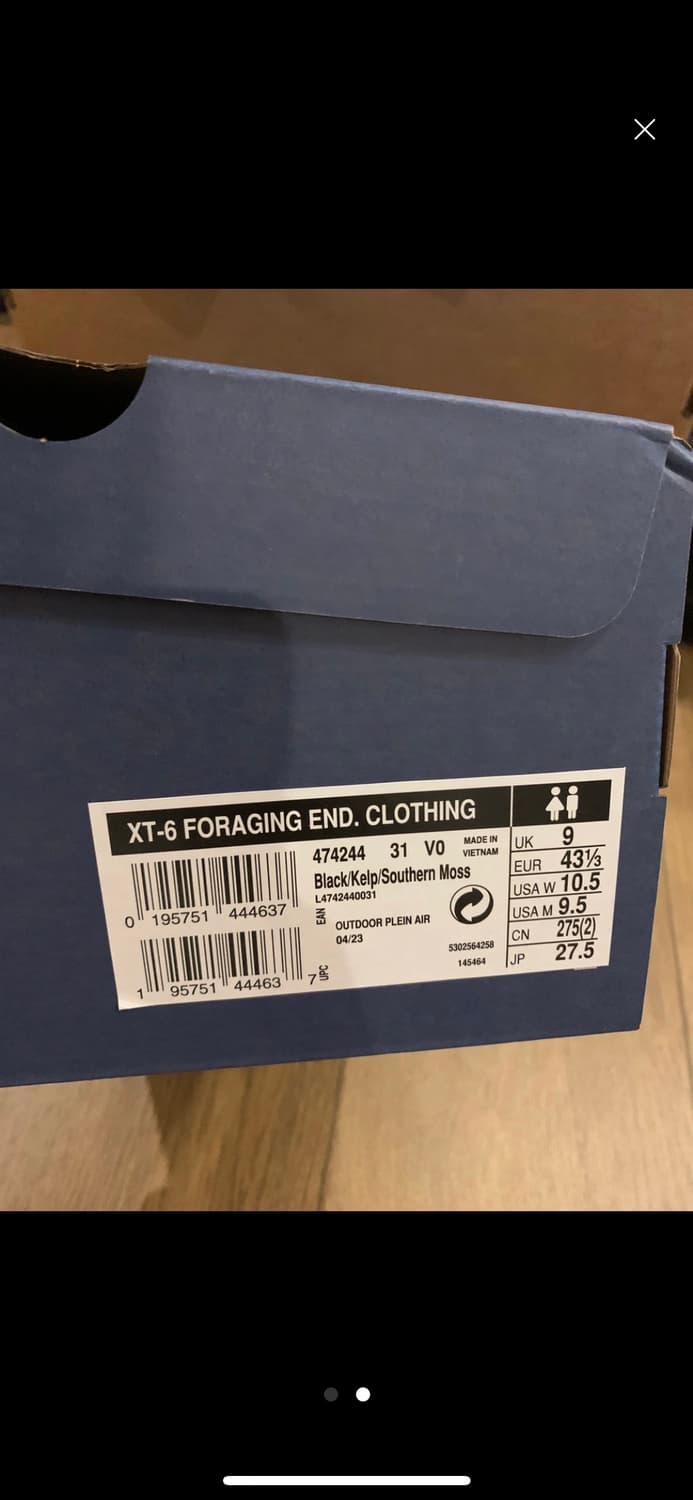 XT-6 FORAGING END. CLOTHING
474244 31 V0 MADE IN VIETNAM
Black/Kelp/Southern Moss
L4742440031
0 195751 444637
EAN
OUTDOOR PLEIN AIR
04/23
5302564258
145464
1 95751 44463 7
UPC
UK 9
EUR 43⅓
USA W 10.5
USA M 9.5
CN 275(2)
JP 27.5